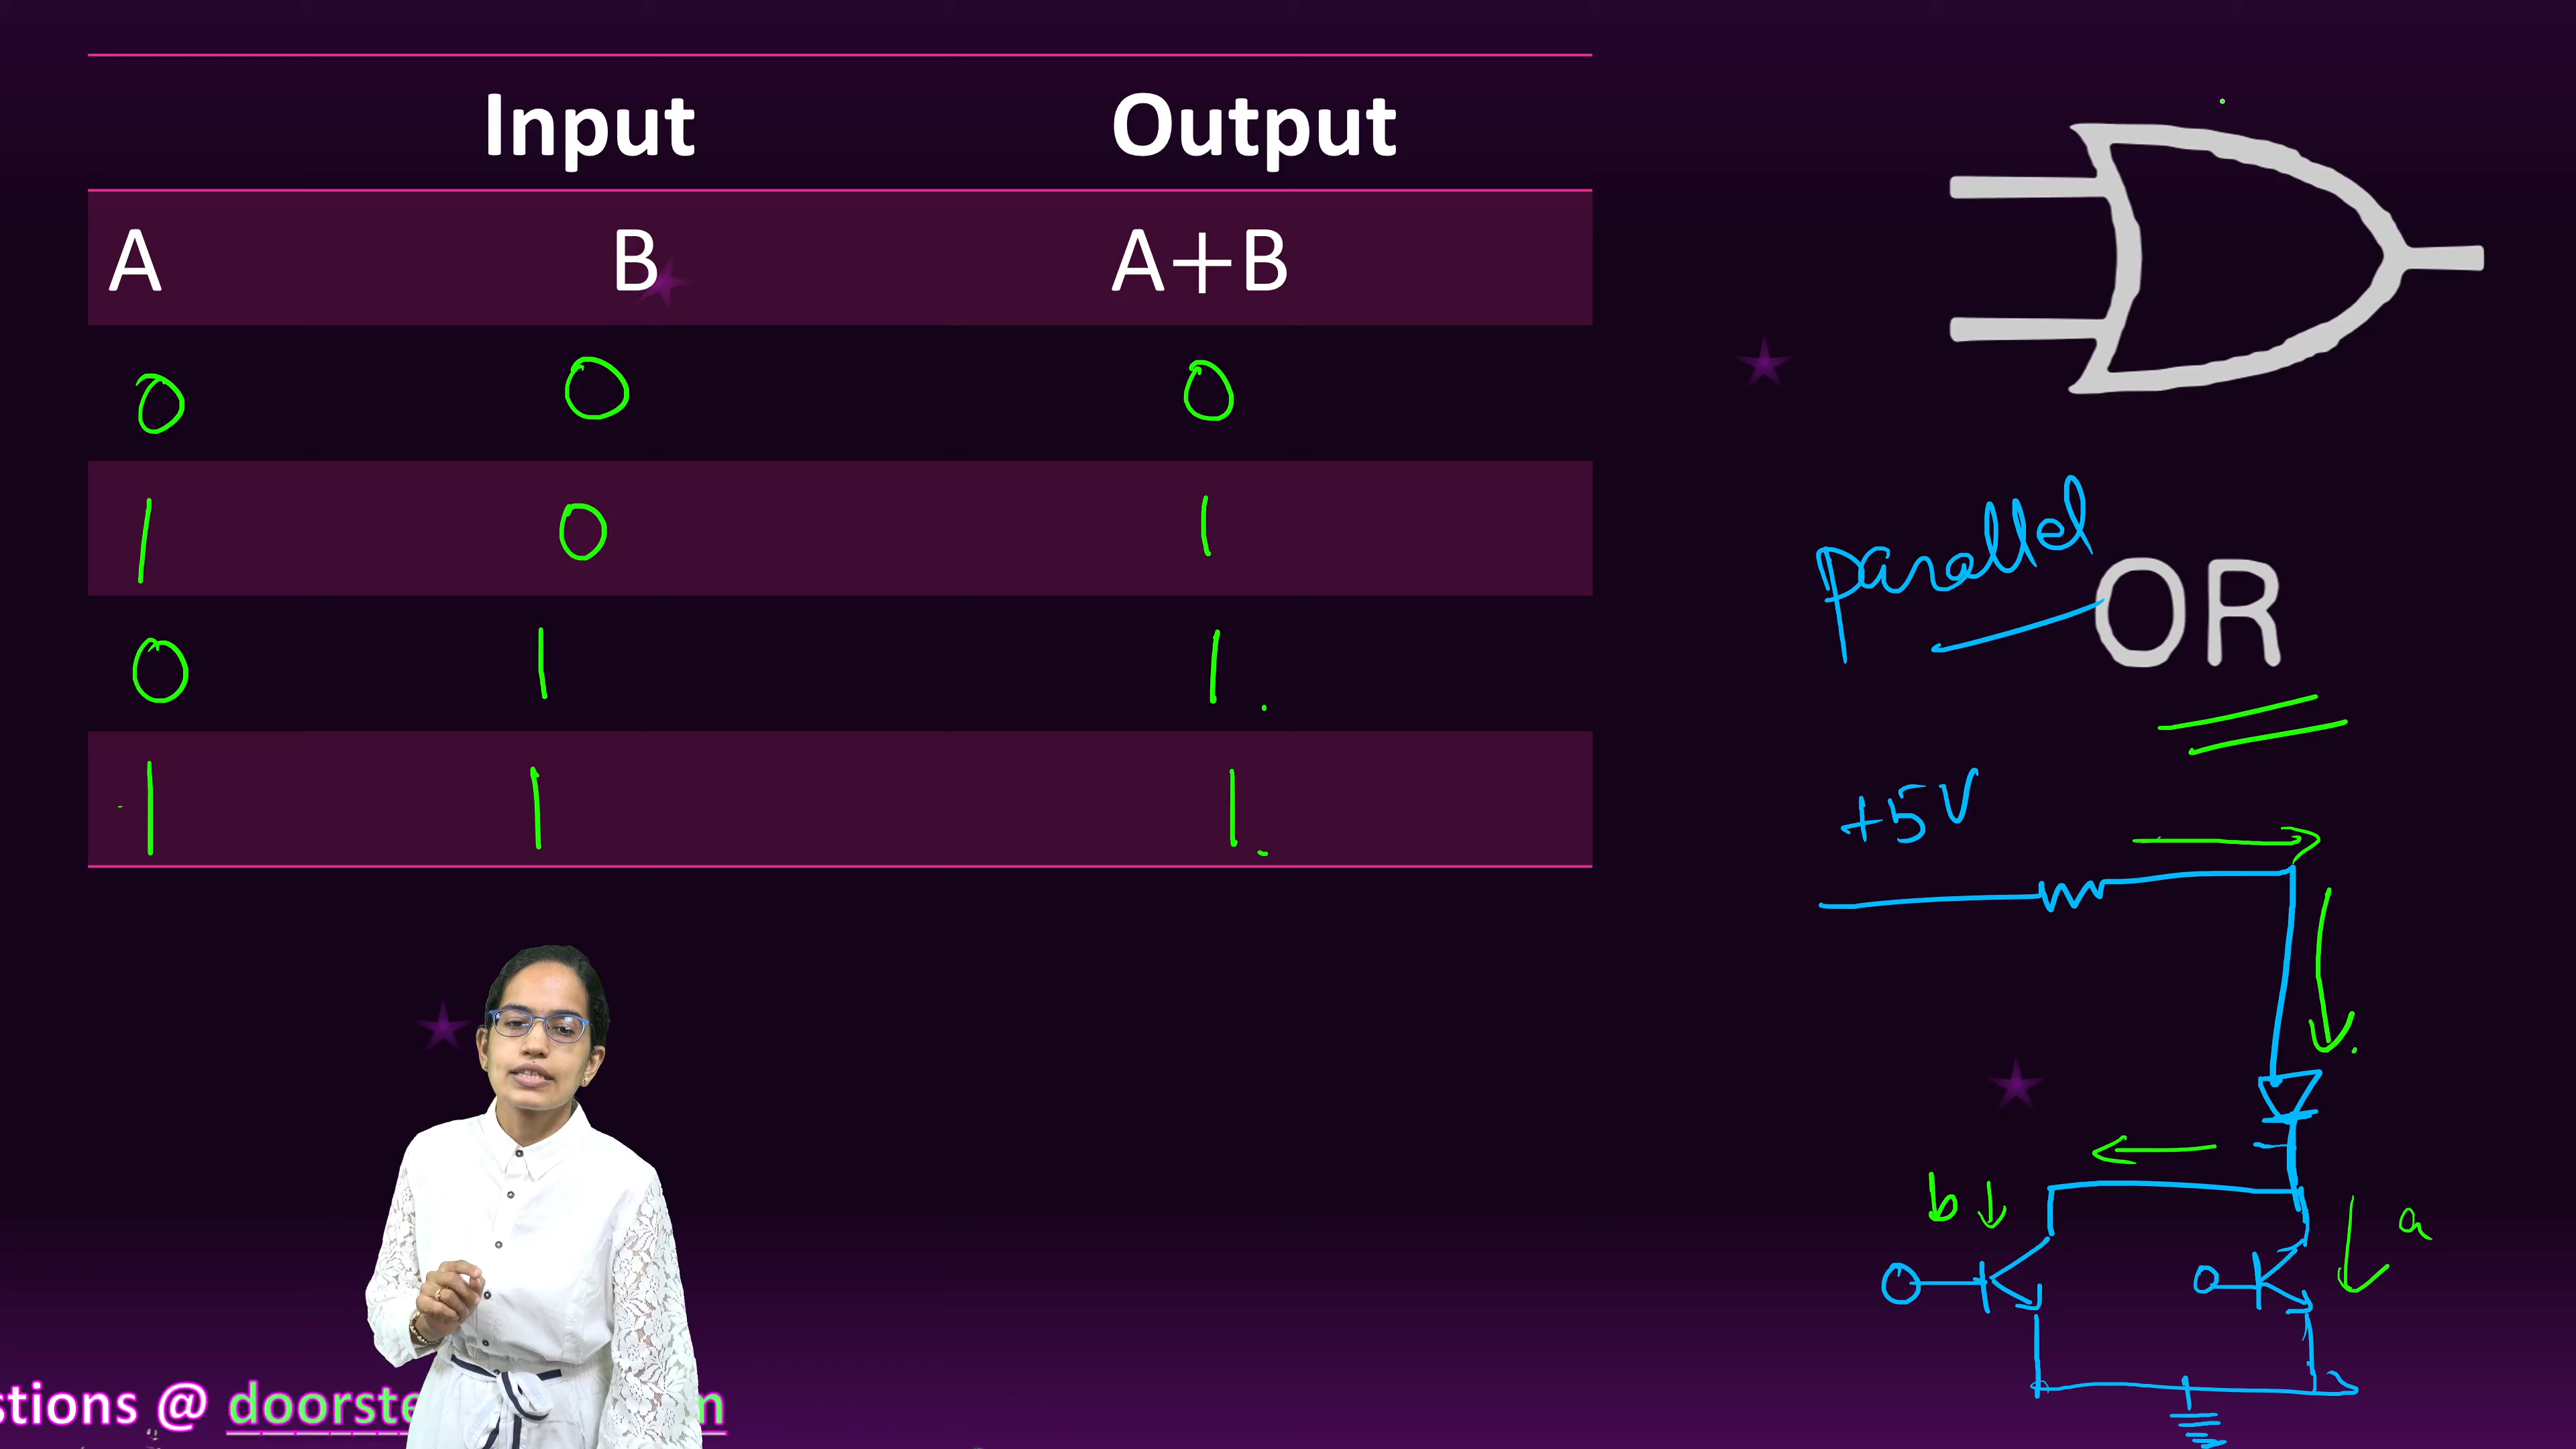 Input Output
A B A+B
0 0 0
1 0 1
0 1 1.
1 1 1.
parallel
OR
+5V
b
a
stions @ doorste
m